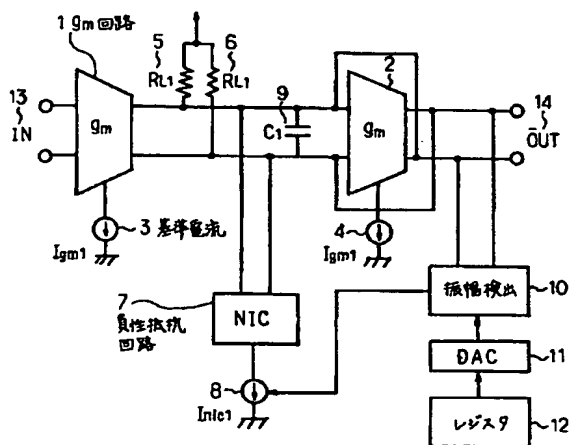 1 gm回路
5
6
RL1
RL1
2
13
IN
gm
9
C1
gm
14
OUT
3 基準電流
Igm1
4
Igm1
7
負性抵抗
回路
NIC
振幅検出
10
8
Inic1
DAC
11
レジスタ
12